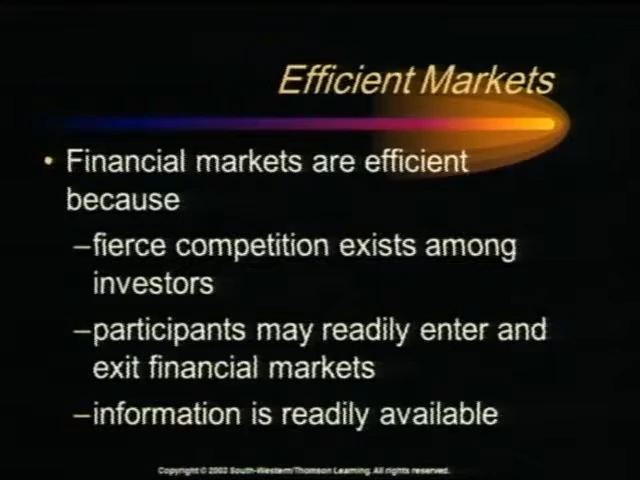 Efficient Markets
• Financial markets are efficient
because
–fierce competition exists among
investors
–participants may readily enter and
exit financial markets
–information is readily available
Copyright © 2003 South-Western/Thomson Learning. All rights reserved.